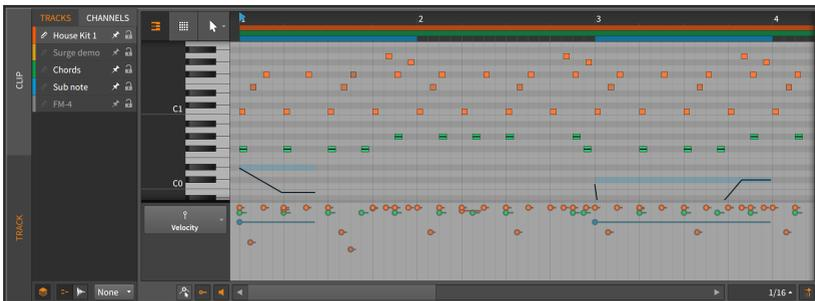 TRACKS CHANNELS
House Kit 1
Surge demo
Chords
Sub note
FM-4
CLIP
TRACK
1 2 3 4
C1
C0
Velocity
None
1/16